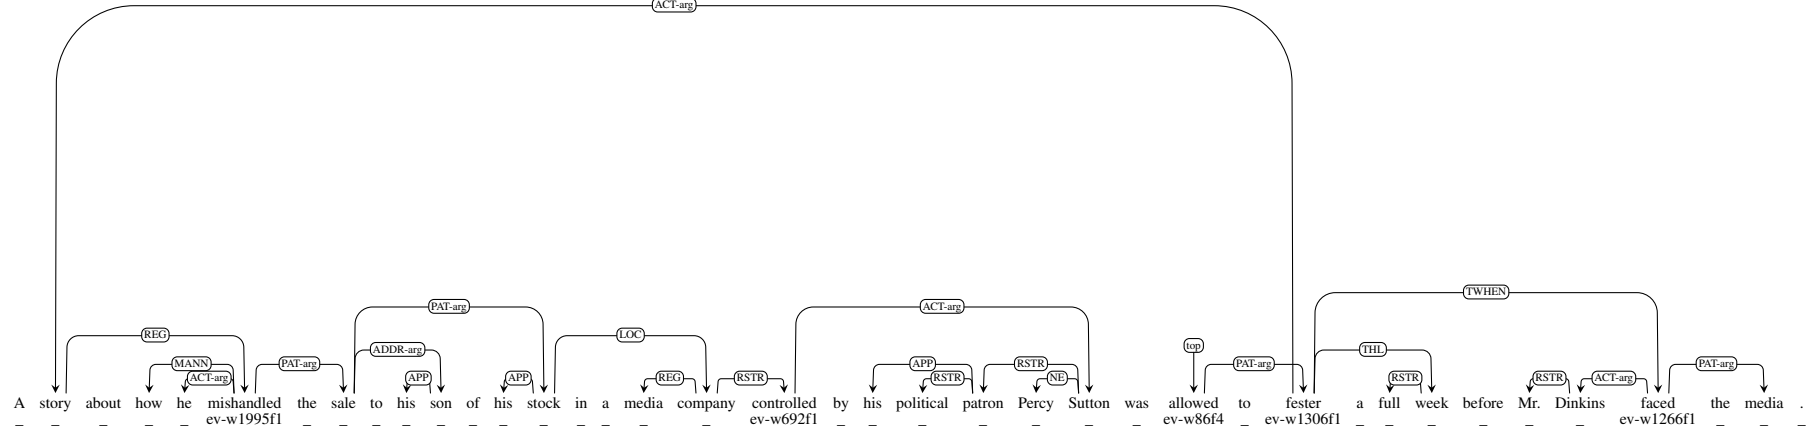 ACT-arg
TWHEN
PAT-arg ACT-arg
REG LOC
top
ADDR-arg THL
MANN PAT-arg APP RSTR PAT-arg PAT-arg
ACT-arg APP APP REG RSTR RSTR NE RSTR RSTR ACT-arg
A story about how he mishandled the sale to his son of his stock in a media company controlled by his political patron Percy Sutton was allowed to fester a full week before Mr. Dinkins faced the media .
_ _ _ _ _ ev-w1995f1 _ _ _ _ _ _ _ _ _ _ _ _ ev-w692f1 _ _ _ _ _ _ _ ev-w86f4 _ ev-w1306f1 _ _ _ _ _ _ ev-w1266f1 _ _ _